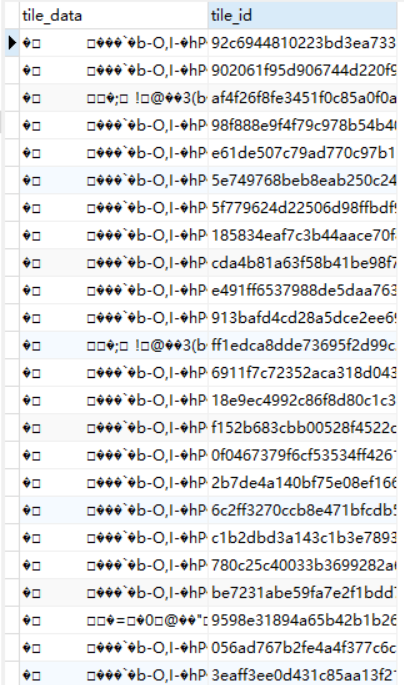 tile_data tile_id
�□ □���`�b-O,I-�hP 92c6944810223bd3ea733
�□ □���`�b-O,I-�hP 902061f95d906744d220f9
�□ □□�;□ !□@��3(b af4f26f8fe3451f0c85a0f0a
�□ □���`�b-O,I-�hP 98f888e9f4f79c978b54b4
�□ □���`�b-O,I-�hP e61de507c79ad770c97b1
�□ □���`�b-O,I-�hP 5e749768beb8eab250c24
�□ □���`�b-O,I-�hP 5f779624d22506d98ffbdf
�□ □���`�b-O,I-�hP 185834eaf7c3b44aace70f
�□ □���`�b-O,I-�hP cda4b81a63f58b41be98f7
�□ □���`�b-O,I-�hP e491ff6537988de5daa763
�□ □���`�b-O,I-�hP 913bafd4cd28a5dce2ee6
�□ □□�;□ !□@��3(b ff1edca8dde73695f2d99c
�□ □���`�b-O,I-�hP 6911f7c72352aca318d043
�□ □���`�b-O,I-�hP 18e9ec4992c86f8d80c1c3
�□ □���`�b-O,I-�hP f152b683cbb00528f4522c
�□ □���`�b-O,I-�hP 0f0467379f6cf53534ff426
�□ □���`�b-O,I-�hP 2b7de4a140bf75e08ef166
�□ □���`�b-O,I-�hP 6c2ff3270ccb8e471bfcdb
�□ □���`�b-O,I-�hP c1b2dbd3a143c1b3e7893
�□ □���`�b-O,I-�hP 780c25c40033b3699282a
�□ □���`�b-O,I-�hP be7231abe59fa7e2f1bdd
�□ □□�=□�0□@��"□ 9598e31894a65b42b1b26
�□ □���`�b-O,I-�hP 056ad767b2fe4a4f377c6c
�□ □���`�b-O,I-�hP 3eaff3ee0d431c85aa13f2